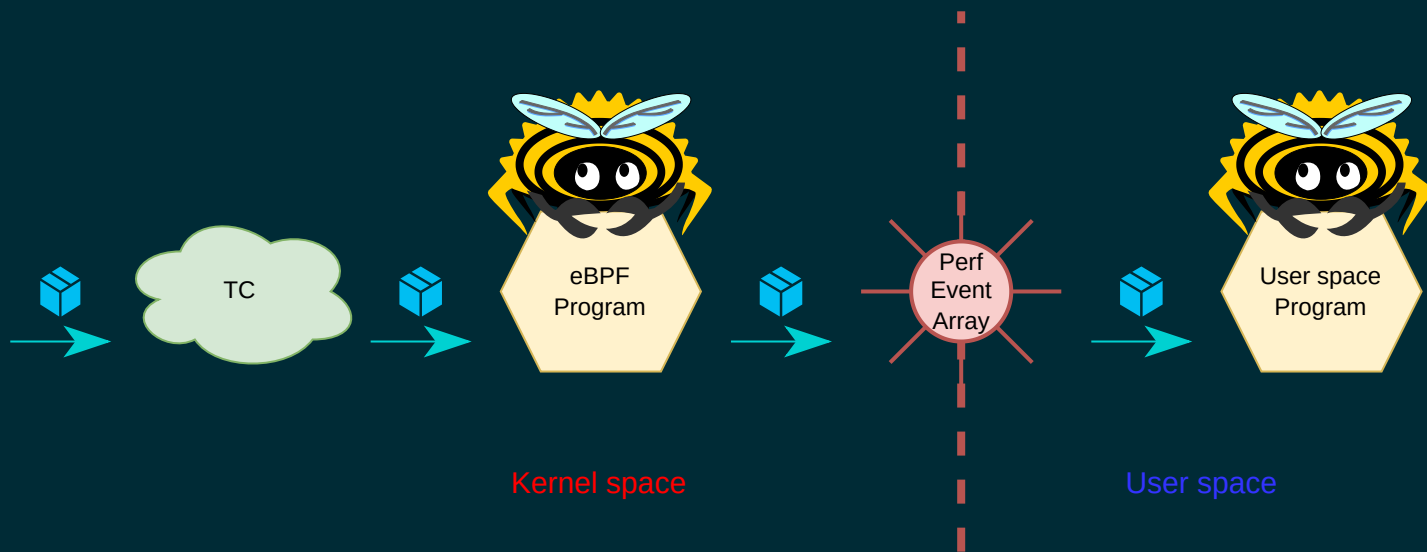 TC
eBPF
Program
Perf
Event
Array
User space
Program
Kernel space
User space